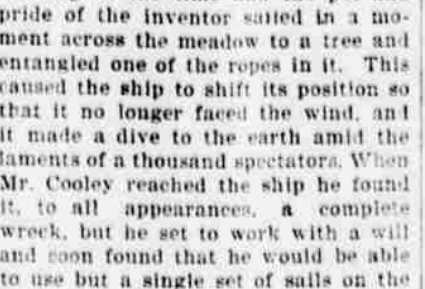 pride of the inventor sailed in a mo-
ment across the meadow to a tree and
entangled one of the ropes in it. This
caused the ship to shift its position so
that it no longer faced the wind, and
it made a dive to the earth amid the
laments of a thousand spectators. When
Mr. Cooley reached the ship he found
it, to all appearances, a complete
wreck, but he set to work with a will
and soon found that he would be able
to use but a single set of sails on the